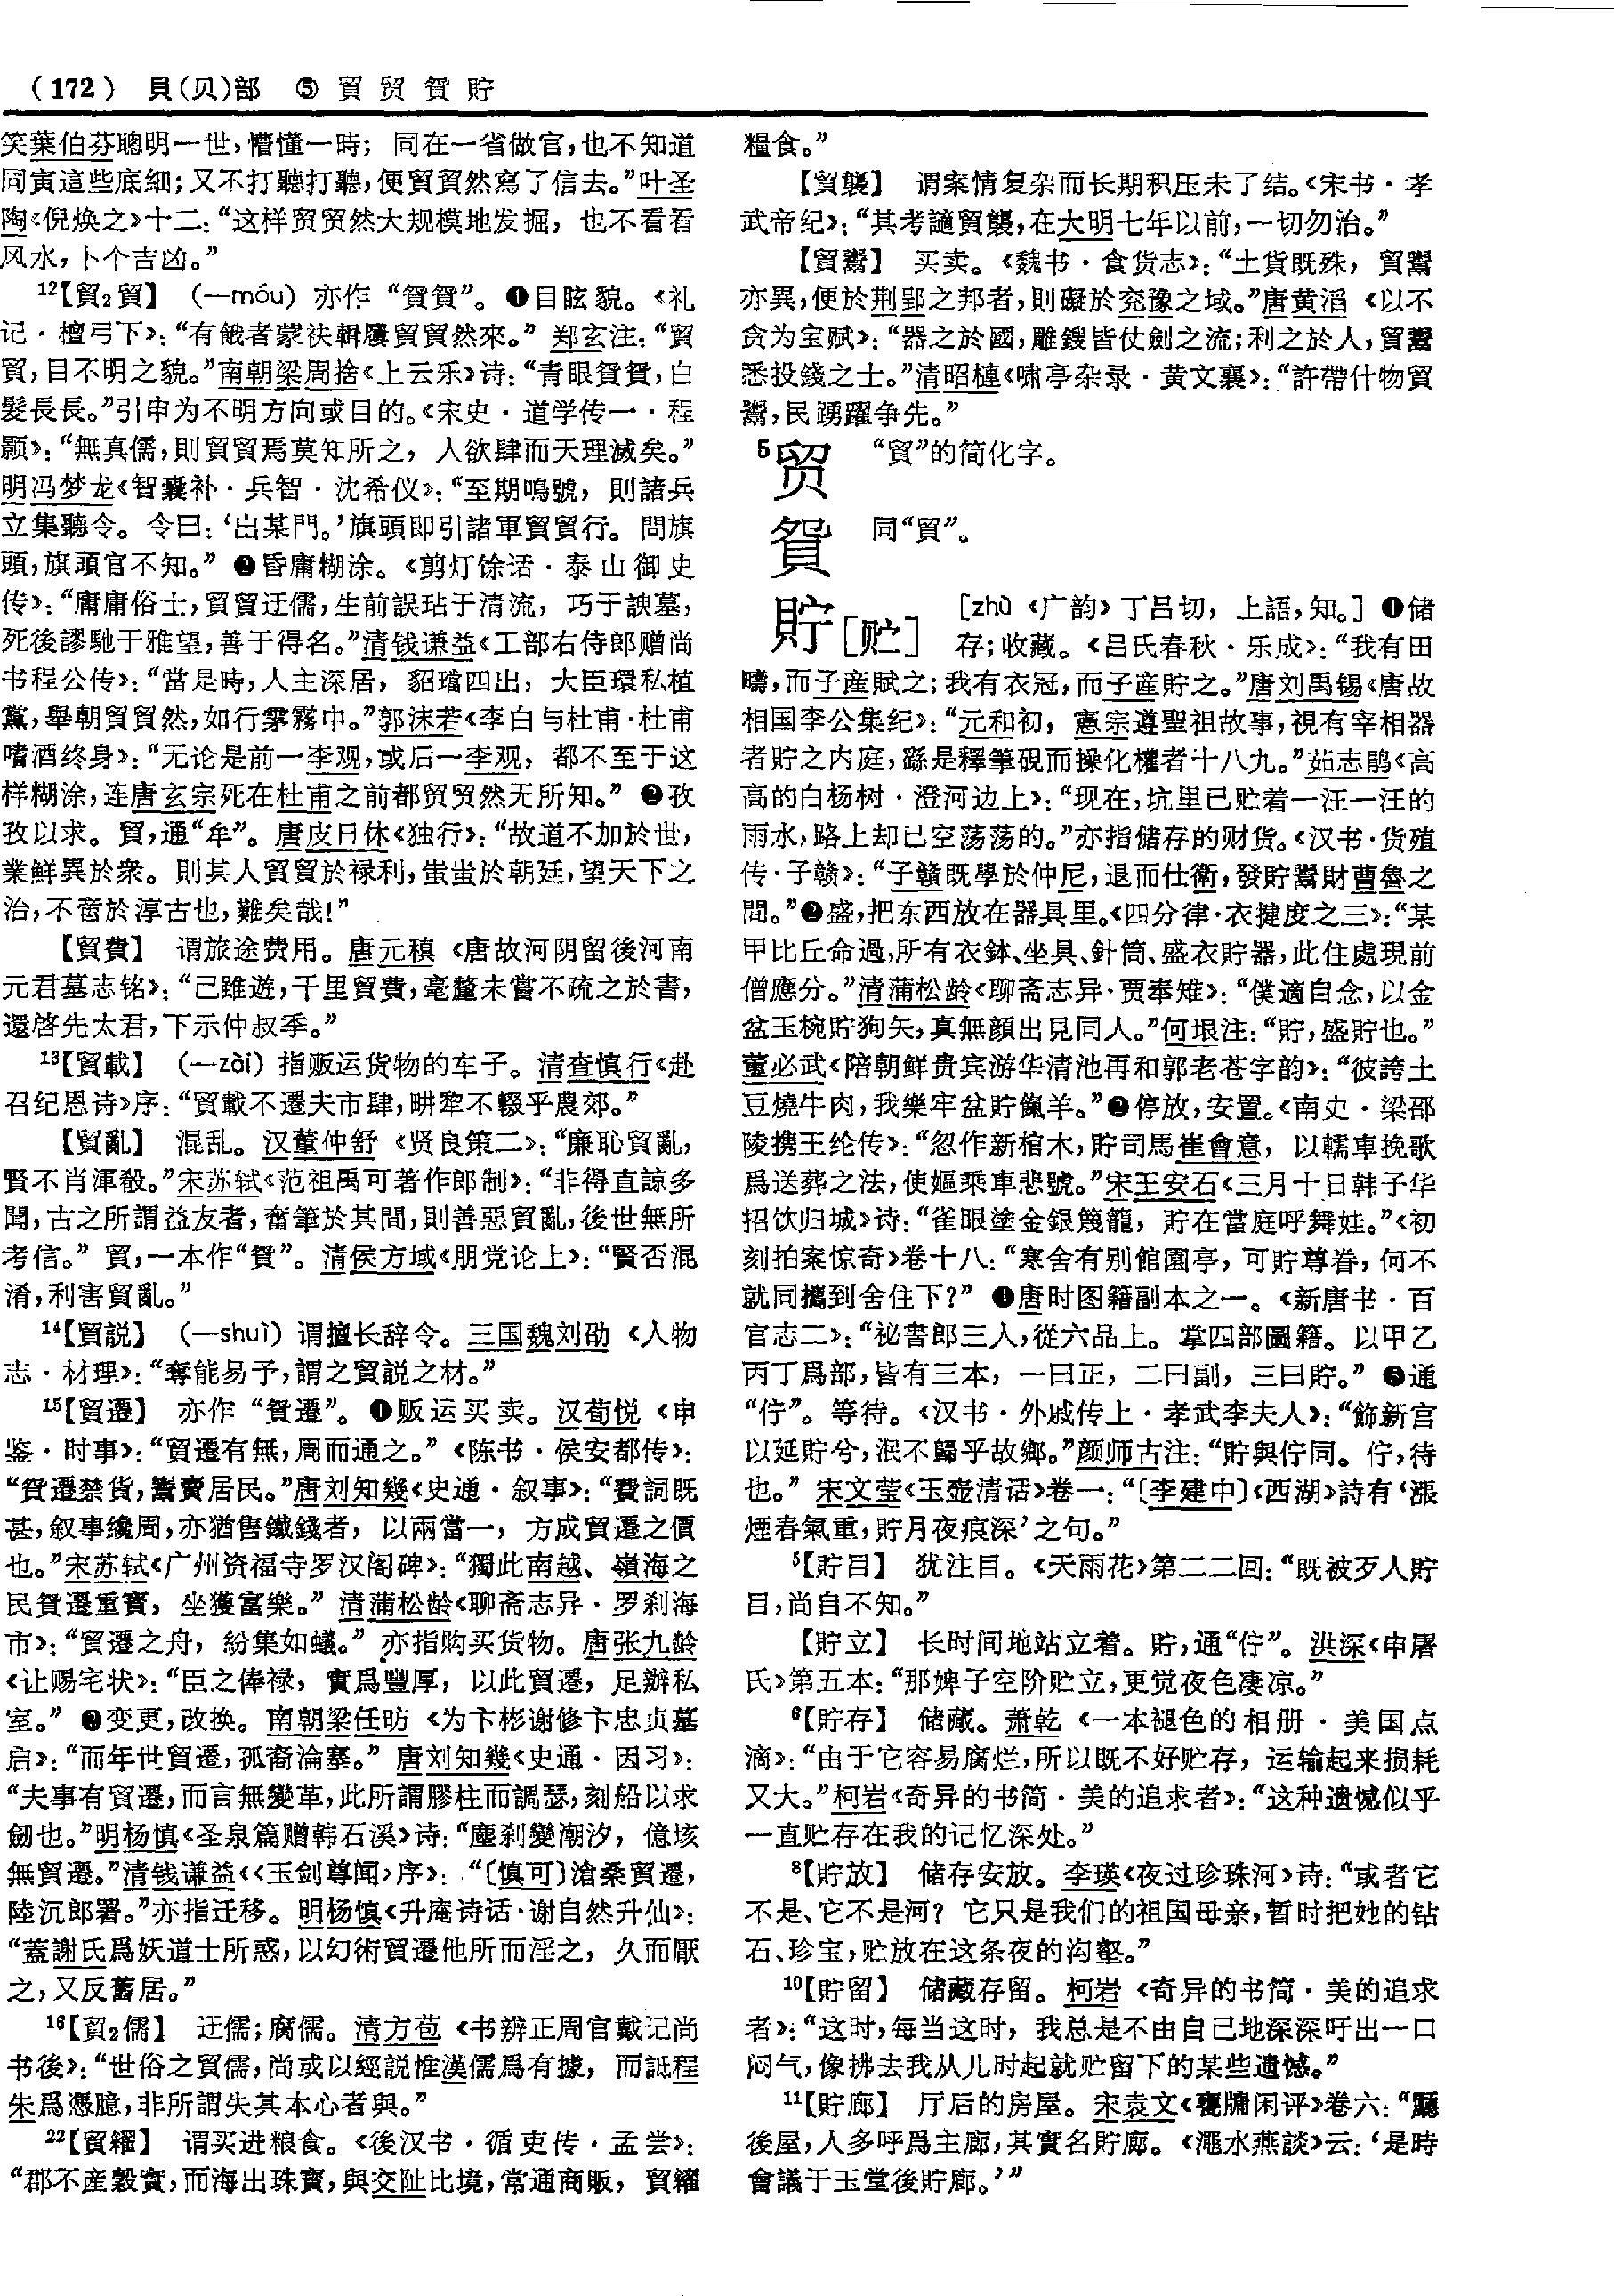 (172) 貝(贝)部 ⑤ 貿 贸 䝿 貯
笑葉伯芬聰明一世，懵懂一時；同在一省做官，也不知道
同寅這些底細；又不打聽打聽，便貿貿然寫了信去。”叶圣
陶《倪焕之》十二：“这样贸贸然大规模地发掘，也不看看
风水，卜个吉凶。”
12【貿₂貿】 （—móu）亦作“䝿䝿”。❶目眩貌。《礼
记·檀弓下》：“有餓者蒙袂輯屨貿貿然來。”郑玄注：“貿
貿，目不明之貌。”南朝梁周捨《上云乐》诗：“青眼䝿䝿，白
髮長長。”引申为不明方向或目的。《宋史·道学传一·程
颢》：“無真儒，則貿貿焉莫知所之，人欲肆而天理滅矣。”
明冯梦龙《智囊补·兵智·沈希仪》：“至期鳴號，則諸兵
立集聽令。令曰：‘出某門。’旗頭即引諸軍貿貿行。問旗
頭，旗頭官不知。”❷昏庸糊涂。《剪灯馀话·泰山御史
传》：“庸庸俗士，貿貿迂儒，生前誤玷于清流，巧于諛墓，
死後謬馳于雅望，善于得名。”清钱谦益《工部右侍郎赠尚
书程公传》：“當是時，人主深居，貂璫四出，大臣環私植
黨，舉朝貿貿然，如行雺霧中。”郭沫若《李白与杜甫·杜甫
嗜酒终身》：“无论是前一李观，或后一李观，都不至于这
样糊涂，连唐玄宗死在杜甫之前都贸贸然无所知。”❷孜
孜以求。貿，通“牟”。唐皮日休《独行》：“故道不加於世，
業鮮異於衆。則其人貿貿於禄利，蚩蚩於朝廷，望天下之
治，不啻於淳古也，難矣哉！”
【貿費】 谓旅途费用。唐元稹《唐故河阴留後河南
元君墓志铭》：“己雖遊，千里貿費，毫釐未嘗不疏之於書，
還啓先太君，下示仲叔季。”
13【貿載】 （—zài）指贩运货物的车子。清查慎行《赴
召纪恩诗》序：“貿載不遷夫市肆，畊犂不輟乎農郊。”
【貿亂】 混乱。汉董仲舒《贤良策二》：“廉恥貿亂，
賢不肖渾殽。”宋苏轼《范祖禹可著作郎制》：“非得直諒多
聞，古之所謂益友者，奮筆於其間，則善惡貿亂，後世無所
考信。”貿，一本作“䝿”。清侯方域《朋党论上》：“賢否混
淆，利害貿亂。”
14【貿説】 （—shuì）谓擅长辞令。三国魏刘劭《人物
志·材理》：“奪能易予，謂之貿説之材。”
15【貿遷】 亦作“䝿遷”。❶贩运买卖。汉荀悦《申
鉴·时事》：“貿遷有無，周而通之。”《陈书·侯安都传》：
“䝿遷禁貨，鬻賣居民。”唐刘知幾《史通·叙事》：“費詞既
甚，叙事纔周，亦猶售鐵錢者，以兩當一，方成貿遷之價
也。”宋苏轼《广州资福寺罗汉阁碑》：“獨此南越、嶺海之
民䝿遷重寶，坐獲富樂。”清蒲松龄《聊斋志异·罗刹海
市》：“貿遷之舟，紛集如蟻。”亦指购买货物。唐张九龄
《让赐宅状》：“臣之俸禄，實爲豐厚，以此貿遷，足辦私
室。”❷变更，改换。南朝梁任昉《为卞彬谢修卞忠贞墓
启》：“而年世貿遷，孤裔淪塞。”唐刘知幾《史通·因习》：
“夫事有貿遷，而言無變革，此所謂膠柱而調瑟，刻船以求
劒也。”明杨慎《圣泉篇赠韩石溪》诗：“塵刹變潮汐，億垓
無貿遷。”清钱谦益《〈玉剑尊闻〉序》：“〔慎可〕滄桑貿遷，
陸沉郎署。”亦指迁移。明杨慎《升庵诗话·谢自然升仙》：
“蓋謝氏爲妖道士所惑，以幻術貿遷他所而淫之，久而厭
之，又反舊居。”
16【貿₂儒】 迂儒；腐儒。清方苞《书辨正周官戴记尚
书後》：“世俗之貿儒，尚或以經説惟漢儒爲有據，而詆程
朱爲憑臆，非所謂失其本心者與。”
22【貿糴】 谓买进粮食。《後汉书·循吏传·孟尝》：
“郡不産穀實，而海出珠寶，與交阯比境，常通商販，貿糴
糧食。”
【貿襲】 谓案情复杂而长期积压未了结。《宋书·孝
武帝纪》：“其考讁貿襲，在大明七年以前，一切勿治。”
【貿鬻】 买卖。《魏书·食货志》：“土貨既殊，貿鬻
亦異，便於荆郢之邦者，則礙於兖豫之域。”唐黄滔《以不
贪为宝赋》：“器之於國，雕鎪皆仗劍之流；利之於人，貿鬻
悉投錢之士。”清昭槤《啸亭杂录·黄文襄》：“許帶什物貿
鬻，民踴躍争先。”
5贸 “貿”的简化字。
䝿 同“貿”。
貯[贮] [zhù《广韵》丁吕切，上語，知。]❶储
存；收藏。《吕氏春秋·乐成》：“我有田
疇，而子産賦之；我有衣冠，而子産貯之。”唐刘禹锡《唐故
相国李公集纪》：“元和初，憲宗遵聖祖故事，視有宰相器
者貯之内庭，繇是釋筆硯而操化權者十八九。”茹志鹃《高
高的白杨树·澄河边上》：“现在，坑里已贮着一汪一汪的
雨水，路上却已空荡荡的。”亦指储存的财货。《汉书·货殖
传·子赣》：“子贛既學於仲尼，退而仕衛，發貯鬻財曹魯之
間。”❷盛，把东西放在器具里。《四分律·衣揵度之三》：“某
甲比丘命過，所有衣鉢、坐具、針筒、盛衣貯器，此住處現前
僧應分。”清蒲松龄《聊斋志异·贾奉雉》：“僕適自念，以金
盆玉椀貯狗矢，真無顔出見同人。”何垠注：“貯，盛貯也。”
董必武《陪朝鲜贵宾游华清池再和郭老苍字韵》：“彼誇土
豆燒牛肉，我樂牢盆貯儎羊。”❷停放，安置。《南史·梁邵
陵携王纶传》：“忽作新棺木，貯司馬崔會意，以轜車挽歌
爲送葬之法，使嫗乘車悲號。”宋王安石《三月十日韩子华
招饮归城》诗：“雀眼塗金銀篾籠，貯在當庭呼舞娃。”《初
刻拍案惊奇》卷十八：“寒舍有别館園亭，可貯尊眷，何不
就同攜到舍住下？”❶唐时图籍副本之一。《新唐书·百
官志二》：“祕書郎三人，從六品上。掌四部圖籍。以甲乙
丙丁爲部，皆有三本，一曰正，二曰副，三曰貯。”❺通
“佇”。等待。《汉书·外戚传上·孝武李夫人》：“飾新宫
以延貯兮，泯不歸乎故鄉。”颜师古注：“貯與佇同。佇，待
也。”宋文莹《玉壶清话》卷一：“〔李建中〕《西湖》詩有‘漲
煙春氣重，貯月夜痕深’之句。”
5【貯目】 犹注目。《天雨花》第二二回：“既被歹人貯
目，尚自不知。”
【貯立】 长时间地站立着。貯，通“佇”。洪深《申屠
氏》第五本：“那婢子空阶贮立，更觉夜色凄凉。”
6【貯存】 储藏。萧乾《一本褪色的相册·美国点
滴》：“由于它容易腐烂，所以既不好贮存，运输起来损耗
又大。”柯岩《奇异的书简·美的追求者》：“这种遗憾似乎
一直贮存在我的记忆深处。”
8【貯放】 储存安放。李瑛《夜过珍珠河》诗：“或者它
不是、它不是河？它只是我们的祖国母亲，暂时把她的钻
石、珍宝，贮放在这条夜的沟壑。”
10【貯留】 储藏存留。柯岩《奇异的书简·美的追求
者》：“这时，每当这时，我总是不由自己地深深吁出一口
闷气，像拂去我从儿时起就贮留下的某些遗憾。”
11【貯廊】 厅后的房屋。宋袁文《甕牖闲评》卷六：“廳
後屋，人多呼爲主廊，其實名貯廊。《澠水燕談》云：‘是時
會議于玉堂後貯廊。’”